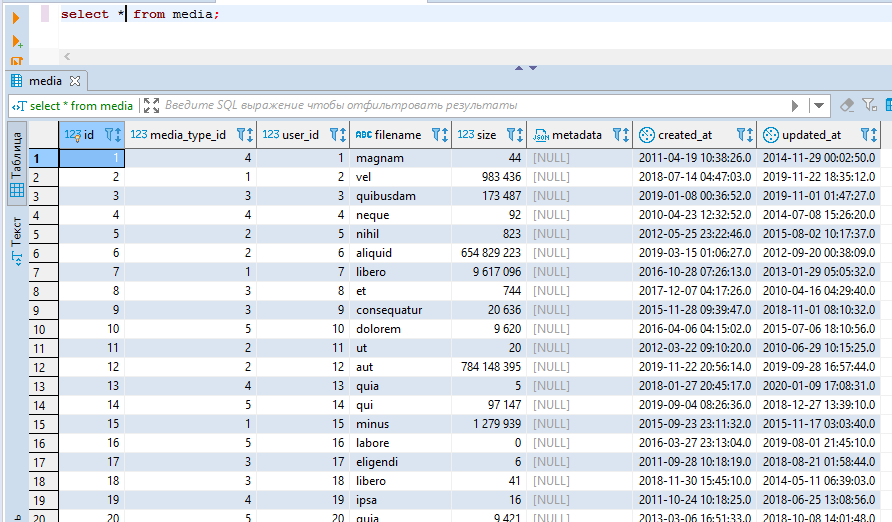 select * from media;
media
select * from media Введите SQL выражение чтобы отфильтровать результаты
Таблица
Текст
123 id 123 media_type_id 123 user_id ABC filename 123 size JSON metadata created_at updated_at
1 1 4 1 magnam 44 [NULL] 2011-04-19 10:38:26.0 2014-11-29 00:02:50.0
2 2 1 2 vel 983 436 [NULL] 2018-07-14 04:47:03.0 2019-11-22 18:35:12.0
3 3 3 3 quibusdam 173 487 [NULL] 2019-01-08 00:36:52.0 2019-11-01 01:47:27.0
4 4 4 4 neque 92 [NULL] 2010-04-23 12:32:52.0 2014-07-08 15:26:20.0
5 5 2 5 nihil 823 [NULL] 2012-05-25 23:22:46.0 2015-08-02 10:17:37.0
6 6 2 6 aliquid 654 829 223 [NULL] 2019-03-15 01:06:27.0 2012-09-20 00:38:09.0
7 7 1 7 libero 9 617 096 [NULL] 2016-10-28 07:26:13.0 2013-01-29 05:05:32.0
8 8 3 8 et 744 [NULL] 2017-12-07 04:17:26.0 2010-04-16 04:29:40.0
9 9 3 9 consequatur 20 636 [NULL] 2015-11-28 09:39:47.0 2018-11-01 08:10:32.0
10 10 5 10 dolorem 9 620 [NULL] 2016-04-06 04:15:02.0 2015-07-06 18:10:56.0
11 11 2 11 ut 20 [NULL] 2012-03-22 09:10:20.0 2010-06-29 10:15:25.0
12 12 2 12 aut 784 148 395 [NULL] 2019-11-22 20:56:14.0 2019-09-28 16:57:44.0
13 13 4 13 quia 5 [NULL] 2018-01-27 20:45:17.0 2020-01-09 17:08:31.0
14 14 5 14 qui 97 147 [NULL] 2019-09-04 08:26:36.0 2018-12-27 13:39:10.0
15 15 1 15 minus 1 279 939 [NULL] 2015-09-23 23:11:32.0 2015-11-17 03:03:40.0
16 16 5 16 labore 0 [NULL] 2016-03-27 23:13:04.0 2019-08-01 21:45:10.0
17 17 3 17 eligendi 6 [NULL] 2011-09-28 10:18:19.0 2018-08-21 01:58:44.0
18 18 3 18 libero 41 [NULL] 2018-11-30 15:45:10.0 2014-05-11 06:39:03.0
19 19 4 19 ipsa 16 [NULL] 2011-10-24 10:18:25.0 2018-06-25 13:08:56.0
20 20 5 20 quia 9 421 [NULL] 2013-03-06 16:51:33.0 2018-10-08 14:01:48.0